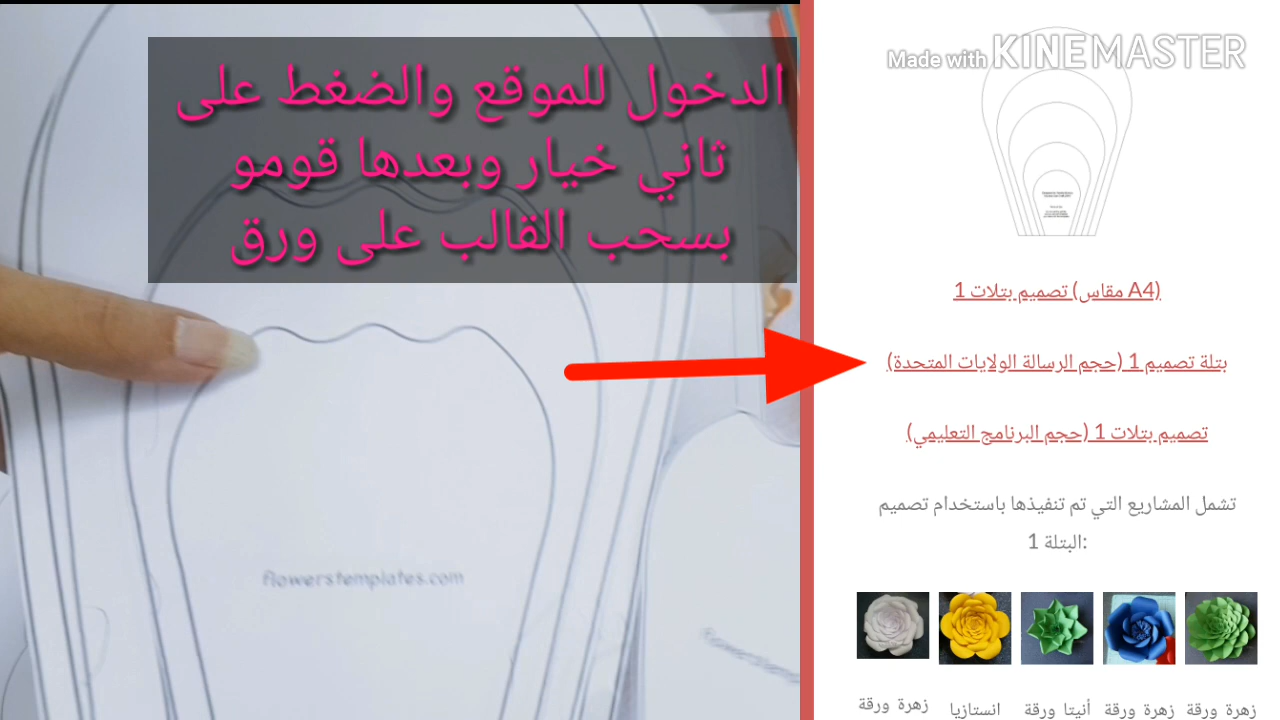 Made with KINEMASTER
الدخول للموقع والضغط على
ثاني خيار وبعدها قومو
بسحب القالب على ورق
تصميم بتلات 1 (مقاس A4)
بتلة تصميم 1 (حجم الرسالة الولايات المتحدة)
flowerstemplates.com
تصميم بتلات 1 (حجم البرنامج التعليمي)
تشمل المشاريع التي تم تنفيذها باستخدام تصميم
البتلة 1:
زهرة ورقة
زهرة ورقة
أنيتا ورقة
انستازيا
زهرة ورقة